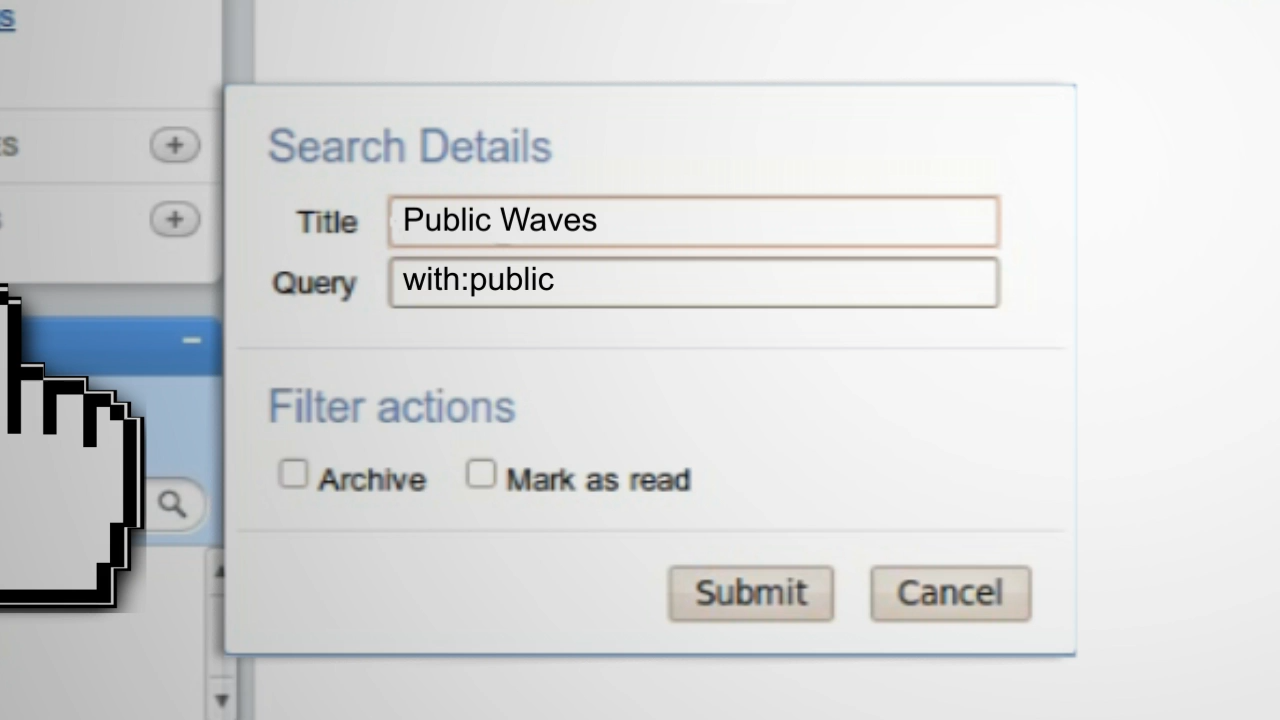 s
Search Details
Title Public Waves
Query with:public
Filter actions
Archive Mark as read
Submit Cancel